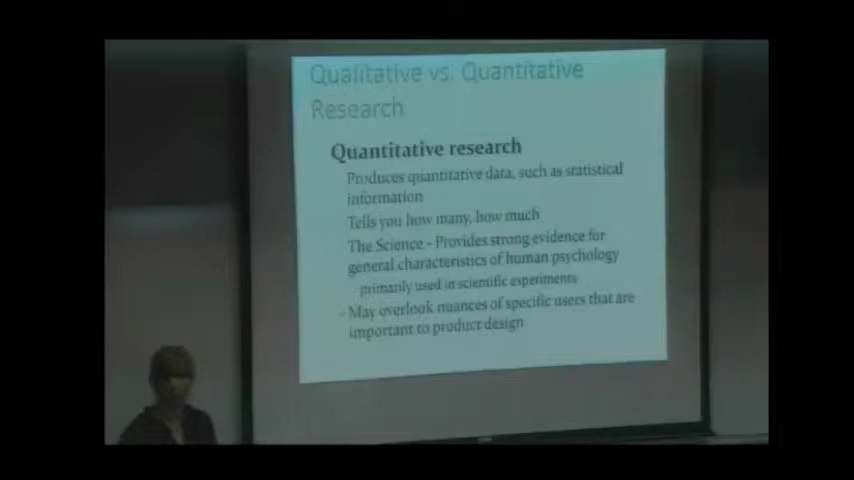 Qualitative vs. Quantitative
Research
Quantitative research
Produces quantitative data, such as statistical
information
Tells you how many, how much
The Science - Provides strong evidence for
general characteristics of human psychology
primarily used in scientific experiments
- May overlook nuances of specific users that are
important to product design